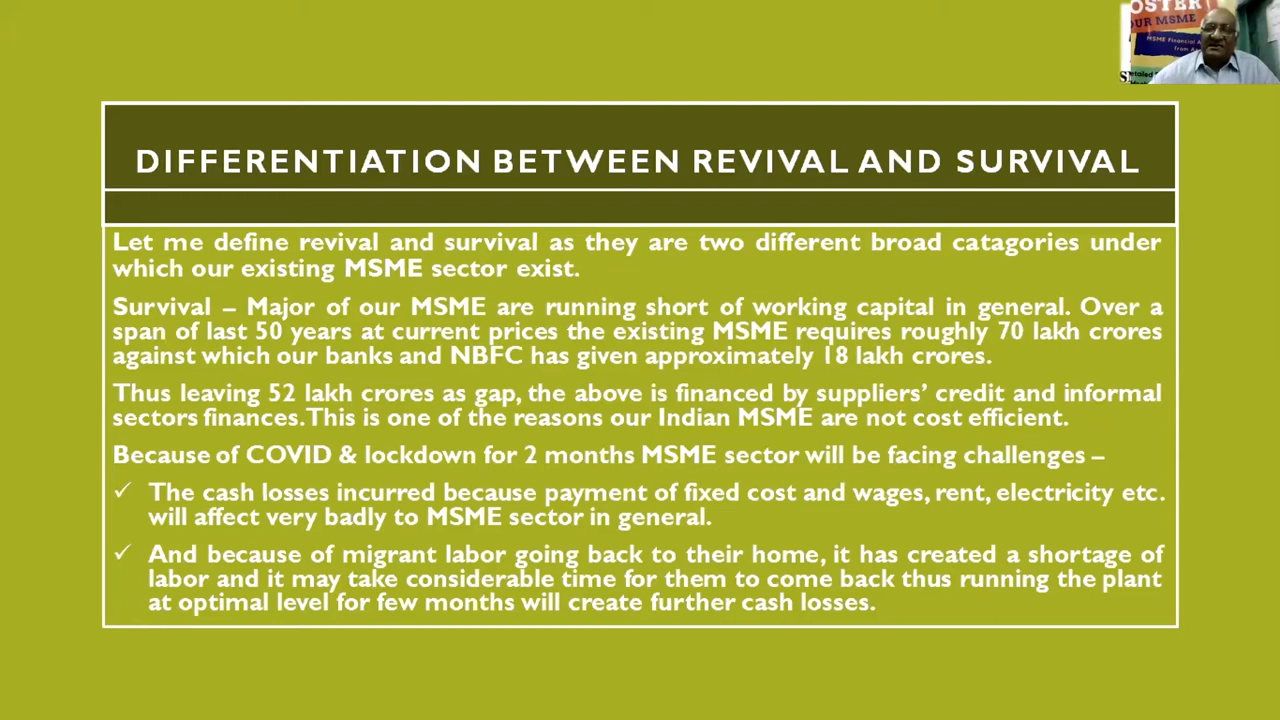 OSTER
UR MSME
MSME Financial A
from A
etailed
DIFFERENTIATION BETWEEN REVIVAL AND SURVIVAL
Let me define revival and survival as they are two different broad catagories under
which our existing MSME sector exist.
Survival – Major of our MSME are running short of working capital in general. Over a
span of last 50 years at current prices the existing MSME requires roughly 70 lakh crores
against which our banks and NBFC has given approximately 18 lakh crores.
Thus leaving 52 lakh crores as gap, the above is financed by suppliers’ credit and informal
sectors finances. This is one of the reasons our Indian MSME are not cost efficient.
Because of COVID & lockdown for 2 months MSME sector will be facing challenges –
✓ The cash losses incurred because payment of fixed cost and wages, rent, electricity etc.
will affect very badly to MSME sector in general.
✓ And because of migrant labor going back to their home, it has created a shortage of
labor and it may take considerable time for them to come back thus running the plant
at optimal level for few months will create further cash losses.